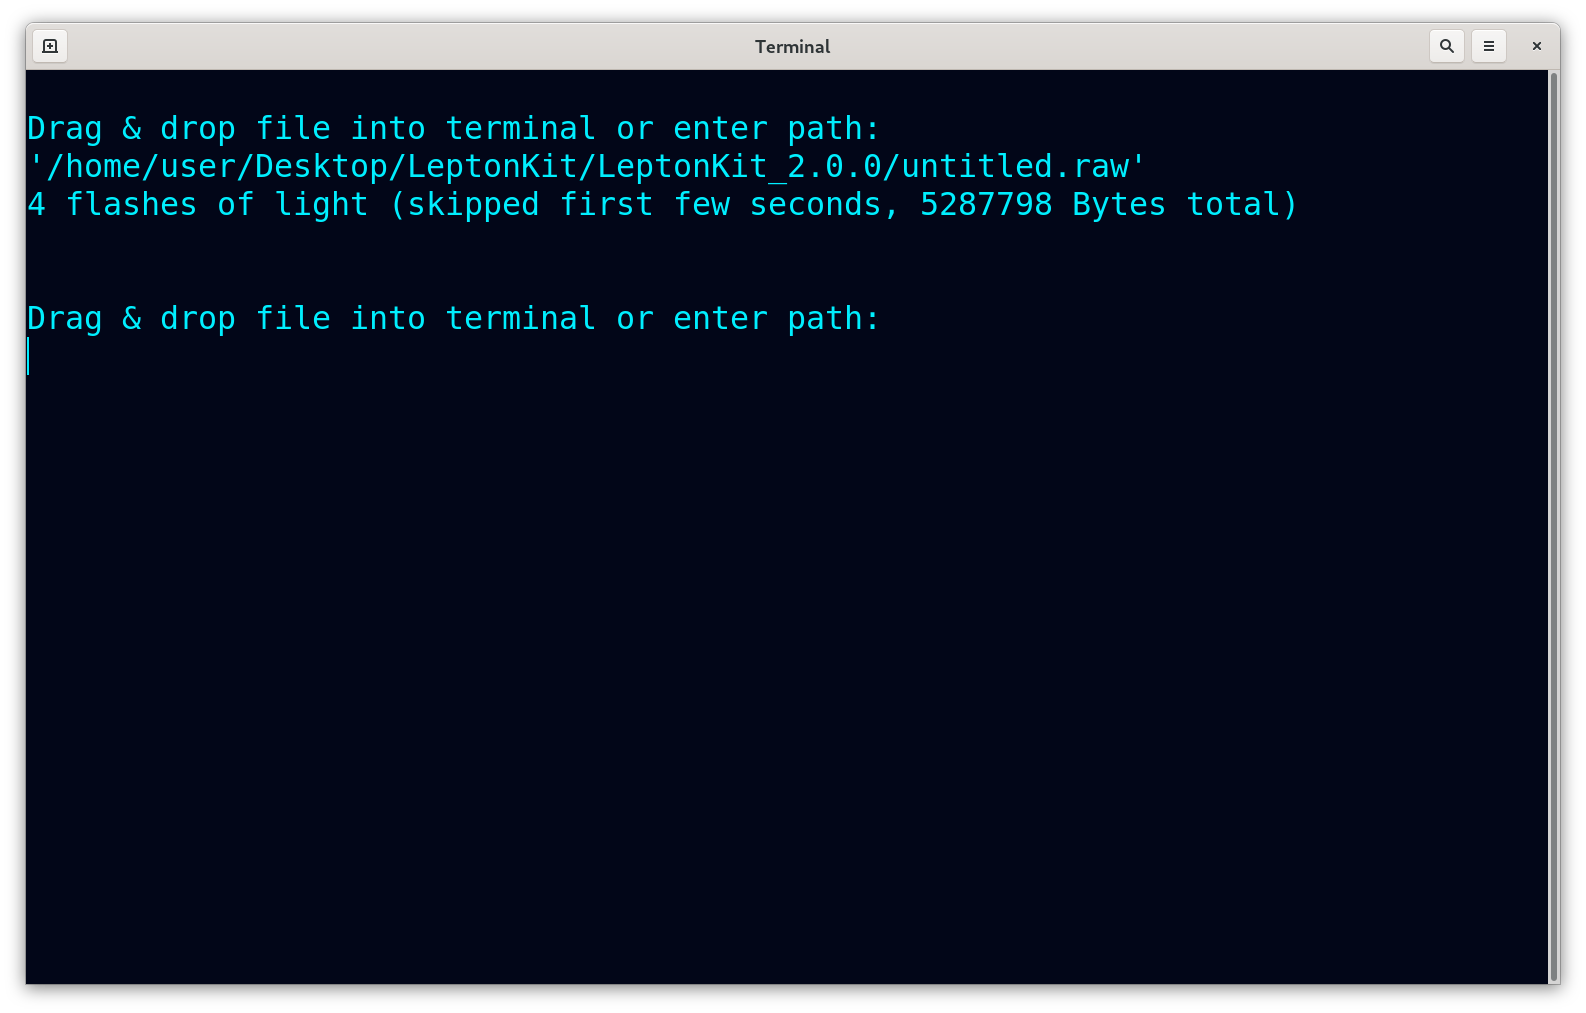 Terminal
Drag & drop file into terminal or enter path:
'/home/user/Desktop/LeptonKit/LeptonKit_2.0.0/untitled.raw'
4 flashes of light (skipped first few seconds, 5287798 Bytes total)
Drag & drop file into terminal or enter path: